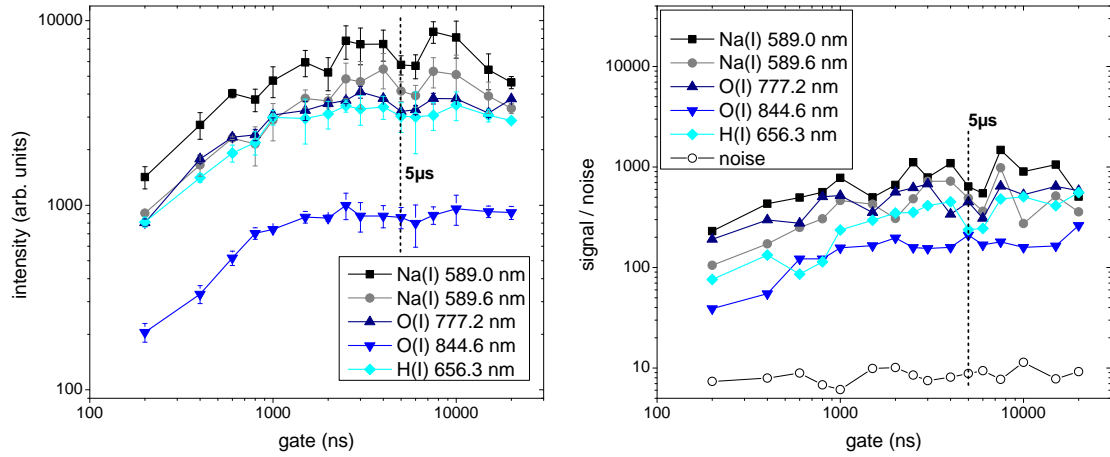 10000
1000
100
intensity (arb. units)
100
1000
10000
gate (ns)
5µs
Na(I) 589.0 nm
Na(I) 589.6 nm
O(I) 777.2 nm
O(I) 844.6 nm
H(I) 656.3 nm
10000
1000
100
10
signal / noise
100
1000
10000
gate (ns)
5µs
Na(I) 589.0 nm
Na(I) 589.6 nm
O(I) 777.2 nm
O(I) 844.6 nm
H(I) 656.3 nm
noise